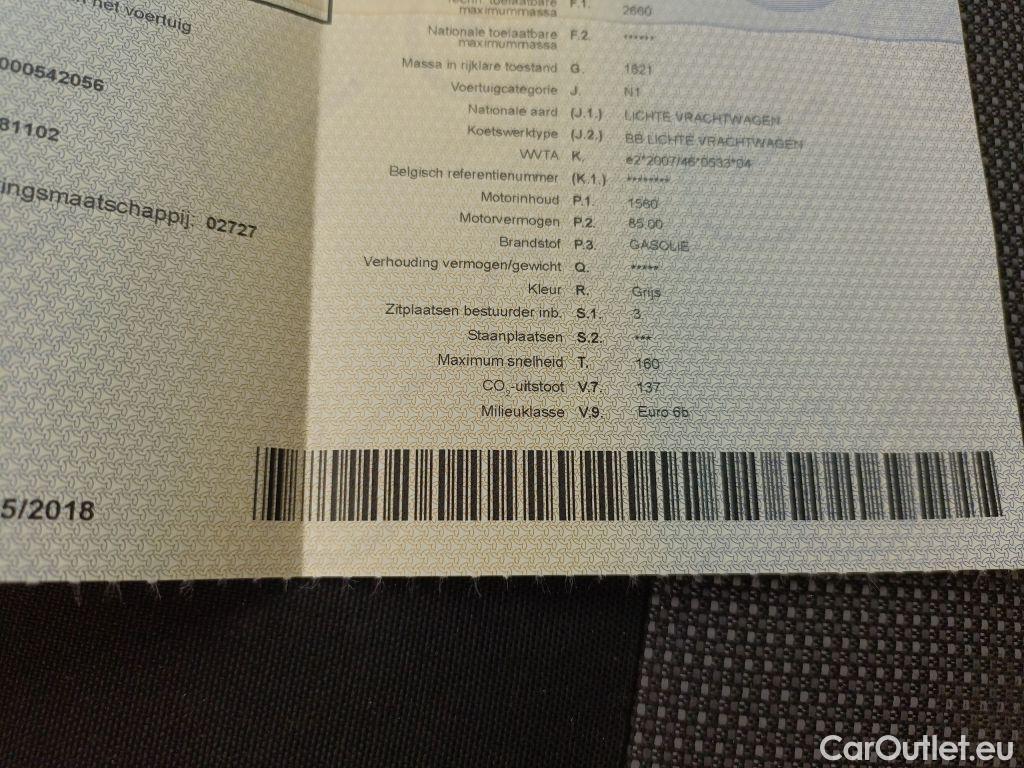 het voertuig
000542056
81102
ingsmaatschappij: 02727
5/2018
maximummassa F.1. 2660
Nationale toelaatbare maximummassa F.2. ******
Massa in rijklare toestand G. 1621
Voertuigcategorie J. N1
Nationale aard (J.1.) LICHTE VRACHTWAGEN
Koetswerktype (J.2.) BB LICHTE VRACHTWAGEN
WVTA K. e2*2007/46*0533*04
Belgisch referentienummer (K.1.) ********
Motorinhoud P.1. 1560
Motorvermogen P.2. 85.00
Brandstof P.3. GASOLIE
Verhouding vermogen/gewicht Q. *****
Kleur R. Grijs
Zitplaatsen bestuurder inb. S.1. 3
Staanplaatsen S.2. ***
Maximum snelheid T. 160
CO2-uitstoot V.7. 137
Milieuklasse V.9. Euro 6b
CarOutlet.eu